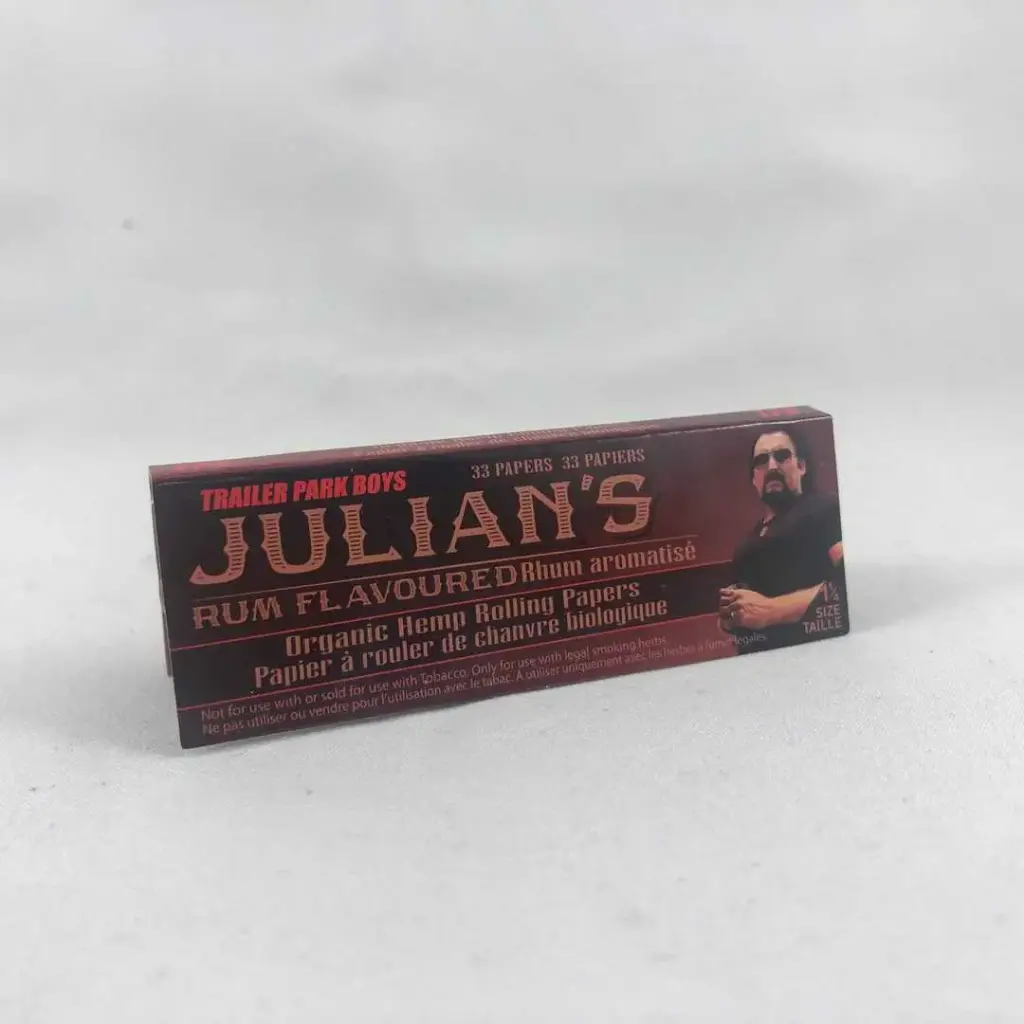 TRAILER PARK BOYS
33 PAPERS 33 PAPIERS
JULIAN'S
RUM FLAVOURED Rhum aromatisé
Organic Hemp Rolling Papers
Papier à rouler de chanvre biologique
1¼
SIZE
TAILLE
Not for use with or sold for use with Tobacco. Only for use with legal smoking herbs
Ne pas utiliser ou vendre pour l'utilisation avec le tabac. A utiliser uniquement avec les herbes à fumer légales